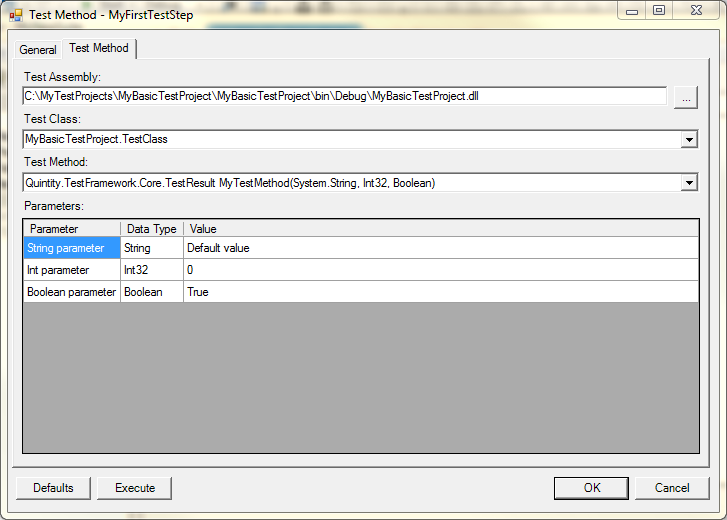 Test Method - MyFirstTestStep
General Test Method
Test Assembly:
C:\MyTestProjects\MyBasicTestProject\MyBasicTestProject\bin\Debug\MyBasicTestProject.dll ...
Test Class:
MyBasicTestProject.TestClass
Test Method:
Quintity.TestFramework.Core.TestResult MyTestMethod(System.String, Int32, Boolean)
Parameters:
Parameter Data Type Value
String parameter String Default value
Int parameter Int32 0
Boolean parameter Boolean True
Defaults Execute OK Cancel